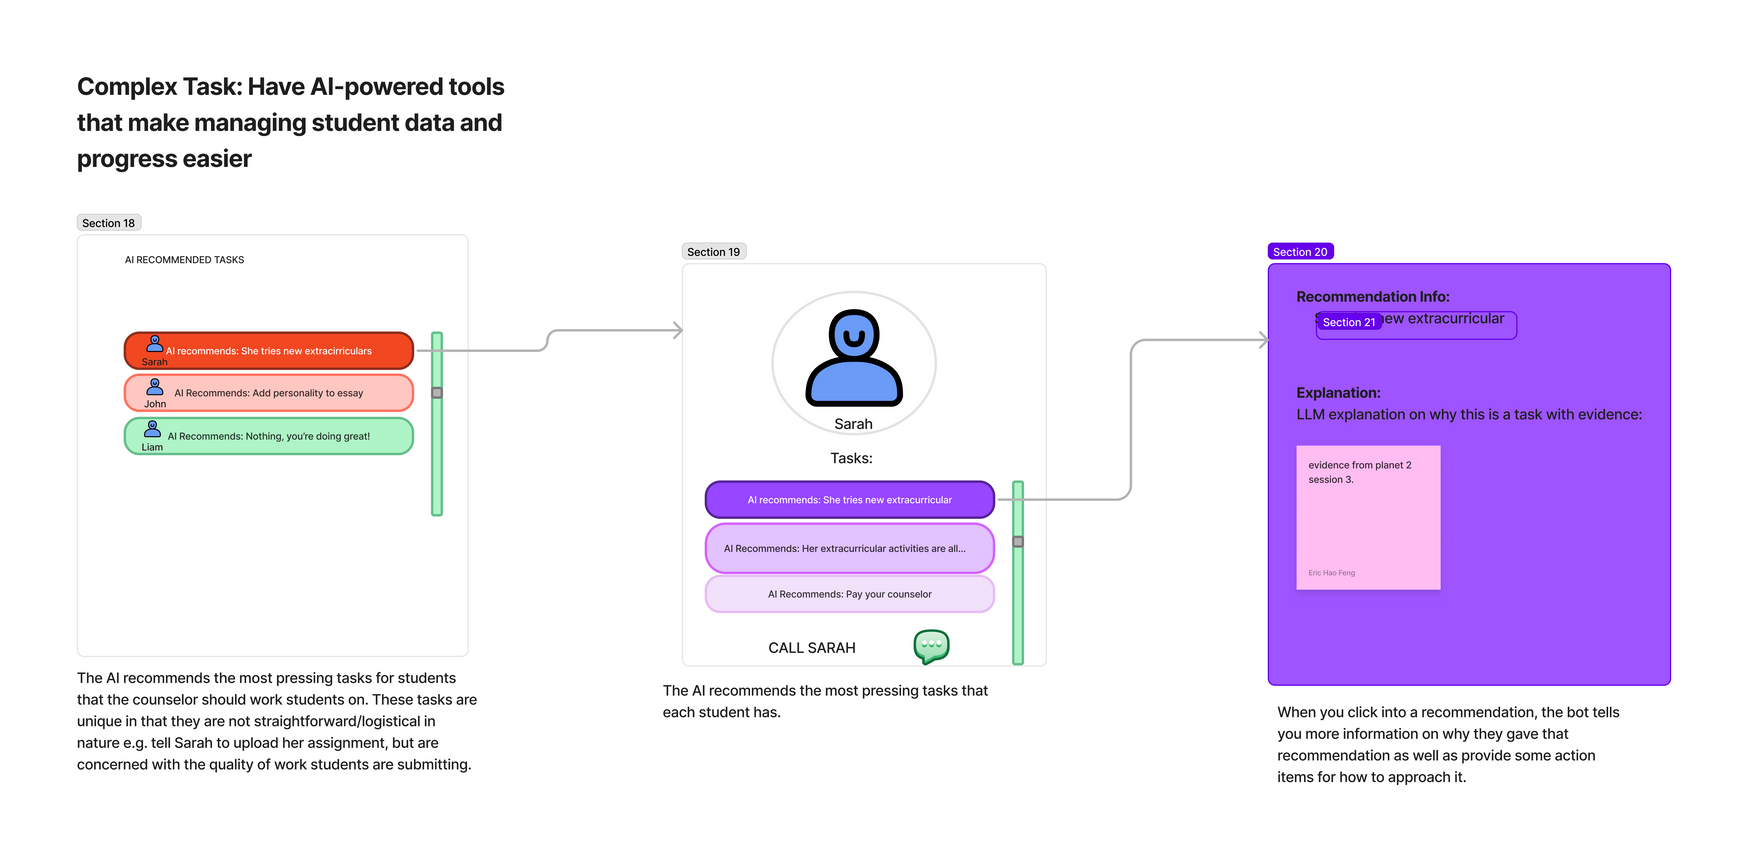 Complex Task: Have AI-powered tools
that make managing student data and
progress easier
Section 18
AI RECOMMENDED TASKS
AI recommends: She tries new extracirriculars
Sarah
AI Recommends: Add personality to essay
John
AI Recommends: Nothing, you're doing great!
Liam
The AI recommends the most pressing tasks for students
that the counselor should work students on. These tasks are
unique in that they are not straightforward/logistical in
nature e.g. tell Sarah to upload her assignment, but are
concerned with the quality of work students are submitting.
Section 19
Sarah
Tasks:
AI recommends: She tries new extracurricular
AI Recommends: Her extracurricular activities are all...
AI Recommends: Pay your counselor
CALL SARAH
The AI recommends the most pressing tasks that
each student has.
Section 20
Recommendation Info:
Section 21
new extracurricular
Explanation:
LLM explanation on why this is a task with evidence:
evidence from planet 2
session 3.
Eric Hao Feng
When you click into a recommendation, the bot tells
you more information on why they gave that
recommendation as well as provide some action
items for how to approach it.